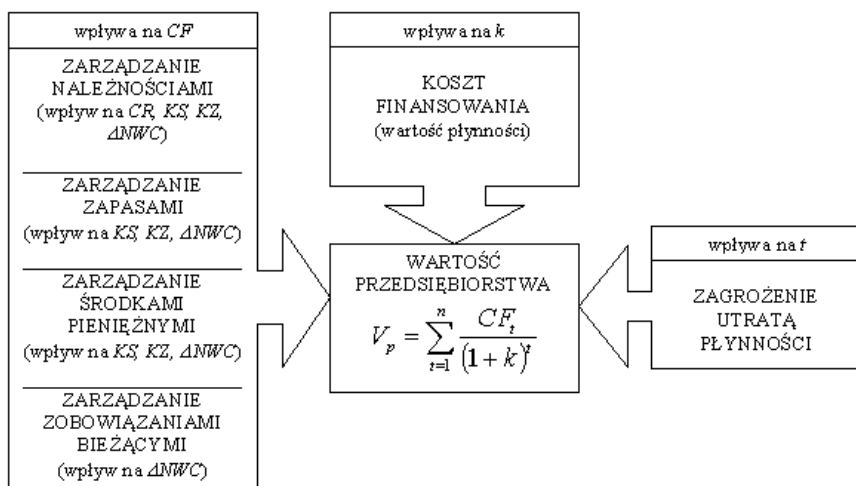 wpływa na CF
ZARZĄDZANIE
NALEŻNOŚCIAMI
(wpływ na CR, KS, KZ,
ΔNWC)
ZARZĄDZANIE
ZAPASAMI
(wpływ na KS, KZ, ΔNWC)
ZARZĄDZANIE
ŚRODKAMI
PIENIĘŻNYMI
(wpływ na KS, KZ, ΔNWC)
ZARZĄDZANIE
ZOBOWIĄZANIAMI
BIEŻĄCYMI
(wpływ na ΔNWC)
wpływa na k
KOSZT
FINANSOWANIA
(wartość płynności)
WARTOŚĆ
PRZEDSIĘBIORSTWA
V_p = \sum_{t=1}^{n} \frac{CF_t}{(1+k)^t}
wpływa na t
ZAGROŻENIE
UTRATĄ
PŁYNNOŚCI